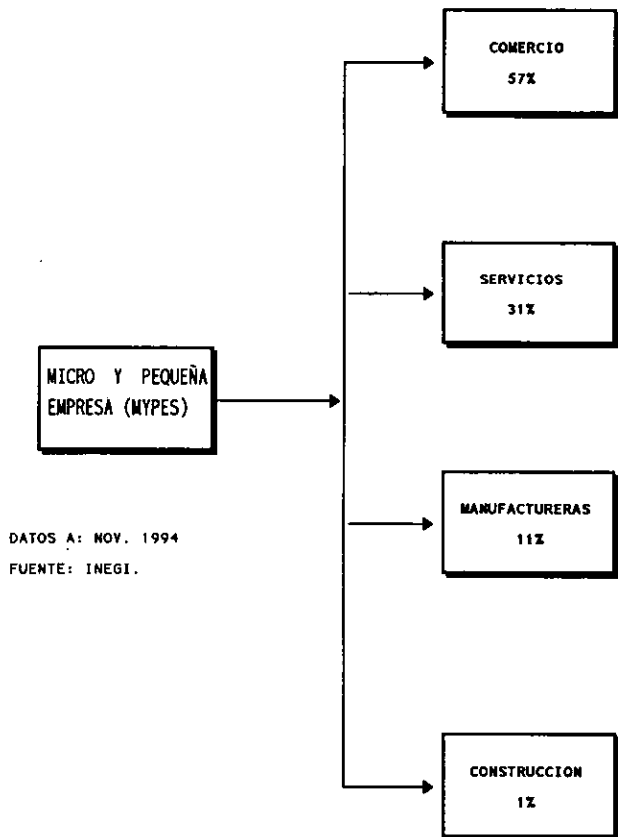 COMERCIO
57%
SERVICIOS
31%
MICRO Y PEQUEÑA
EMPRESA (MYPES)
MANUFACTURERAS
11%
DATOS A: NOV. 1994
FUENTE: INEGI.
CONSTRUCCION
1%